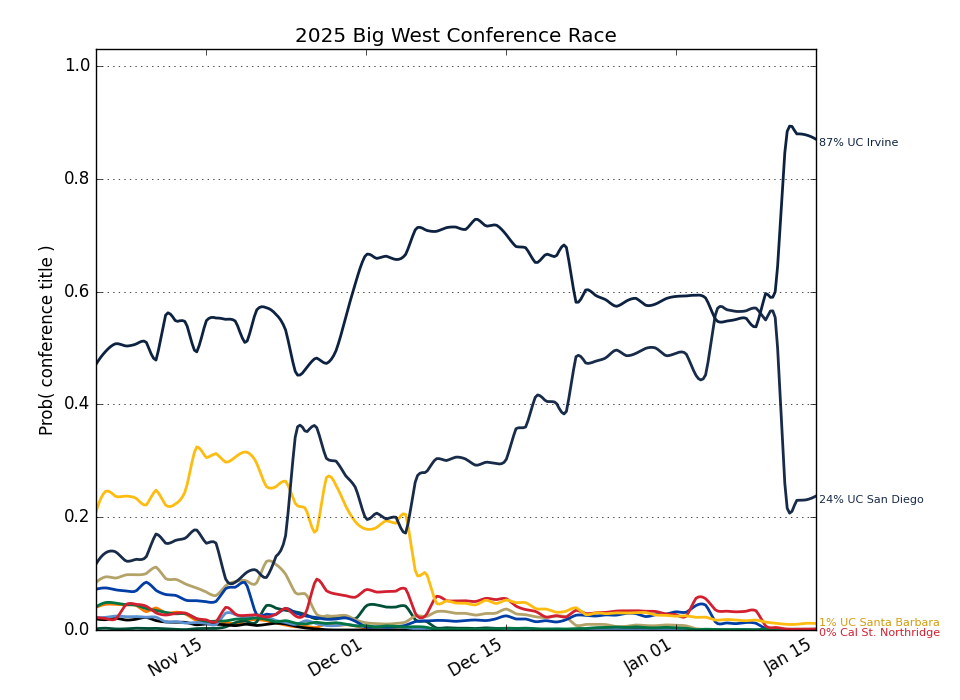 2025 Big West Conference Race
Prob( conference title )
1.0
0.8
0.6
0.4
0.2
0.0
87% UC Irvine
24% UC San Diego
1% UC Santa Barbara
0% Cal St. Northridge
Nov 15
Dec 01
Dec 15
Jan 01
Jan 15